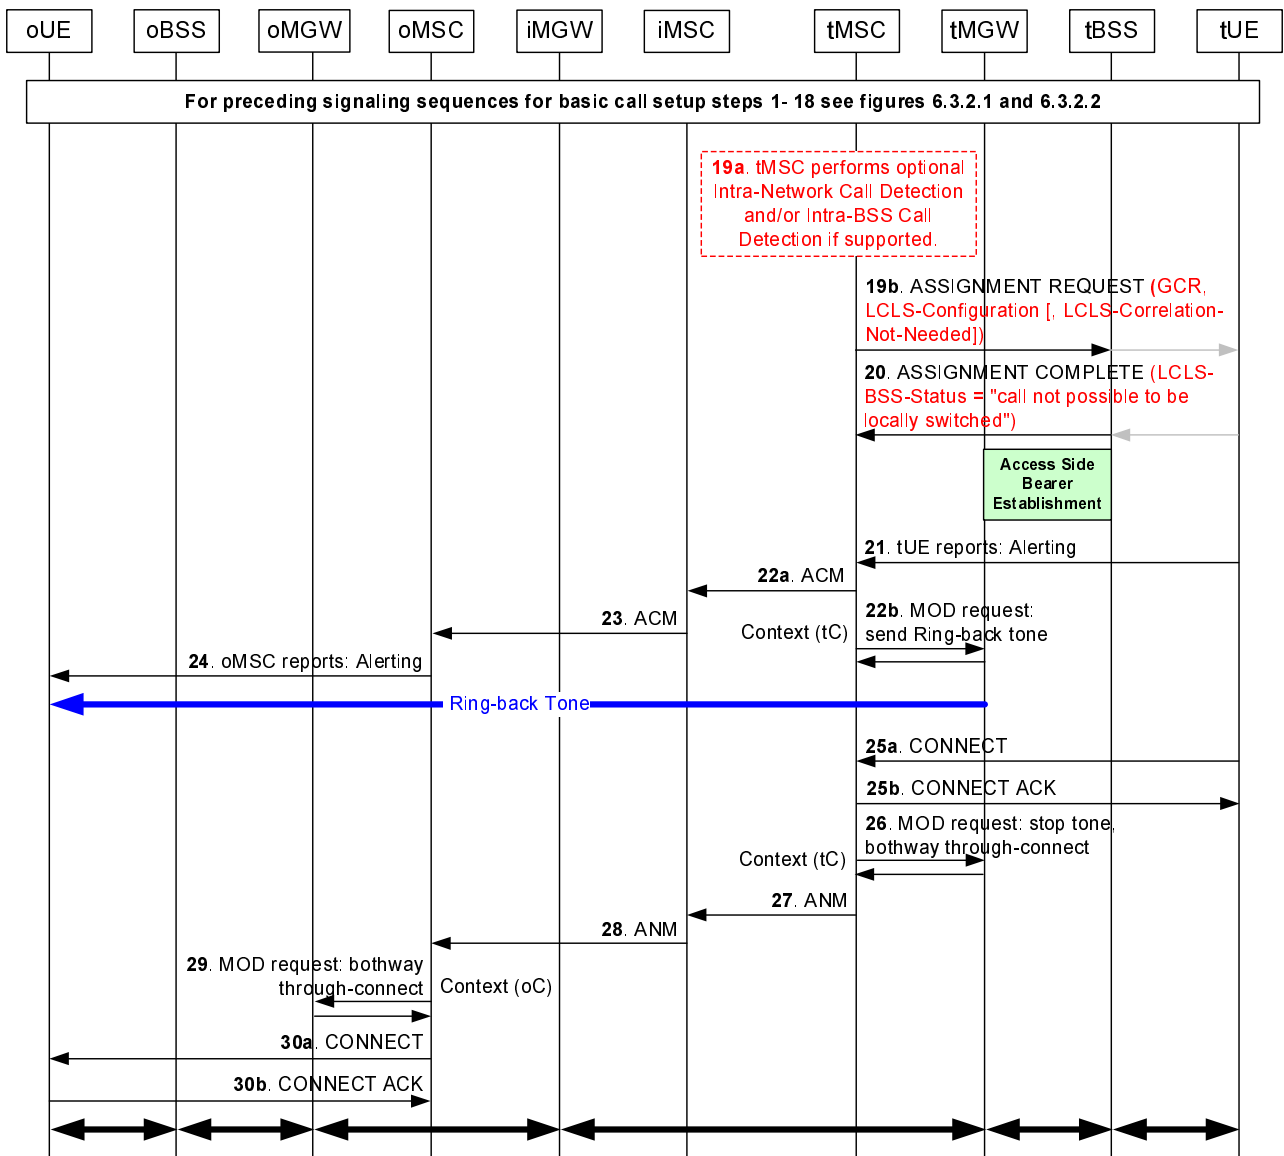 oUE oBSS oMGW oMSC iMGW iMSC tMSC tMGW tBSS tUE
For preceding signaling sequences for basic call setup steps 1- 18 see figures 6.3.2.1 and 6.3.2.2
19a. tMSC performs optional
Intra-Network Call Detection
and/or Intra-BSS Call
Detection if supported.
19b. ASSIGNMENT REQUEST (GCR,
LCLS-Configuration [, LCLS-Correlation-
Not-Needed])
20. ASSIGNMENT COMPLETE (LCLS-
BSS-Status = "call not possible to be
locally switched")
Access Side
Bearer
Establishment
21. tUE reports: Alerting
22a. ACM
23. ACM
22b. MOD request:
send Ring-back tone
Context (tC)
24. oMSC reports: Alerting
Ring-back Tone
25a. CONNECT
25b. CONNECT ACK
26. MOD request: stop tone,
bothway through-connect
Context (tC)
27. ANM
28. ANM
29. MOD request: bothway
through-connect
Context (oC)
30a. CONNECT
30b. CONNECT ACK